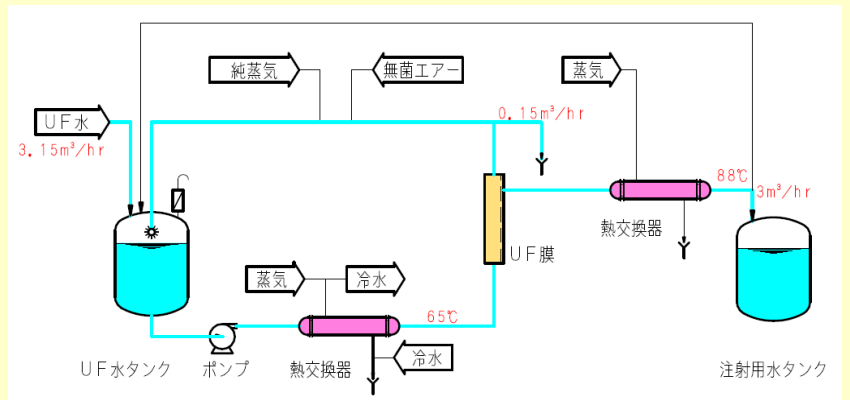 純蒸気
無菌エアー
蒸気
UF水
3.15m³/hr
0.15m³/hr
88℃
3m³/hr
熱交換器
UF膜
蒸気
冷水
65℃
冷水
UF水タンク
ポンプ
熱交換器
注射用水タンク